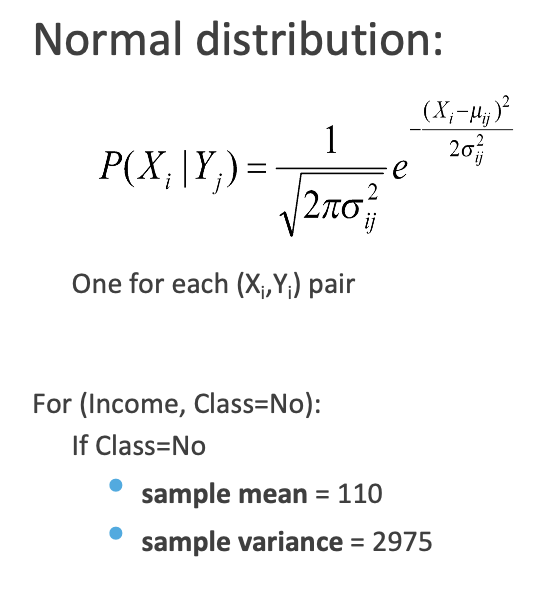 Normal distribution:
P(X_i | Y_j) = \frac{1}{\sqrt{2\pi\sigma_{ij}^2}} e^{-\frac{(X_i - \mu_{ij})^2}{2\sigma_{ij}^2}}
One for each (Xᵢ,Yᵢ) pair
For (Income, Class=No):
If Class=No
• sample mean = 110
• sample variance = 2975